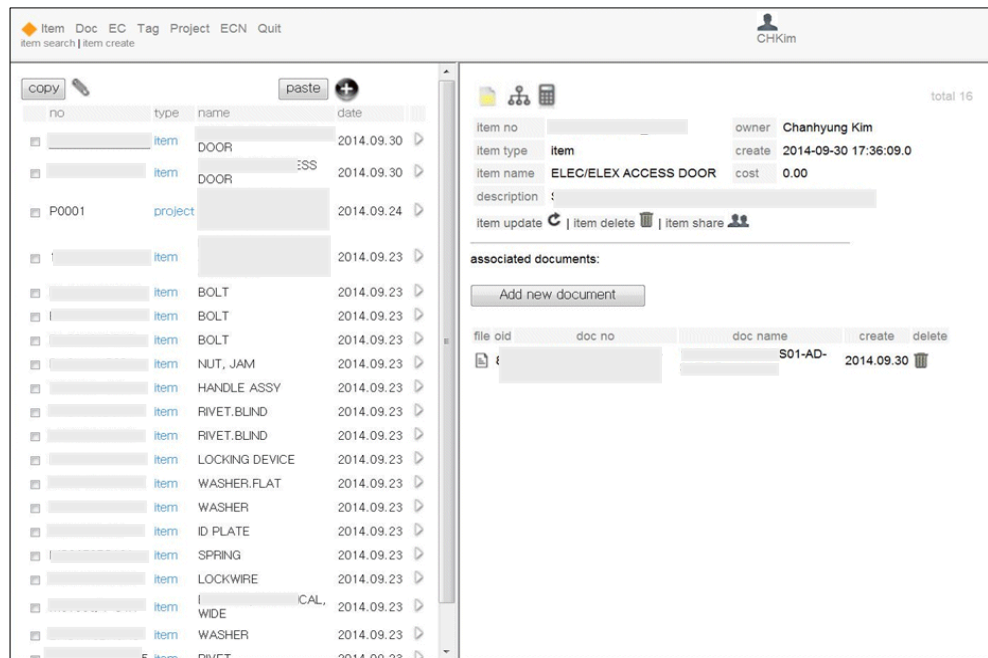 Item Doc EC Tag Project ECN Quit
item search | item create
CHKim
copy
paste
no type name date
item DOOR 2014.09.30
item ESS DOOR 2014.09.30
P0001 project 2014.09.24
item 2014.09.23
item BOLT 2014.09.23
item BOLT 2014.09.23
item BOLT 2014.09.23
item NUT, JAM 2014.09.23
item HANDLE ASSY 2014.09.23
item RIVET.BLIND 2014.09.23
item RIVET.BLIND 2014.09.23
item LOCKING DEVICE 2014.09.23
item WASHER.FLAT 2014.09.23
item WASHER 2014.09.23
item ID PLATE 2014.09.23
item SPRING 2014.09.23
item LOCKWIRE 2014.09.23
item CAL, WIDE 2014.09.23
item WASHER 2014.09.23
item RIVET 2014.09.23
total 16
item no owner Chanhyung Kim
item type item create 2014-09-30 17:36:09.0
item name ELEC/ELEX ACCESS DOOR cost 0.00
description
item update | item delete | item share
associated documents:
Add new document
file oid doc no doc name create delete
S01-AD- 2014.09.30